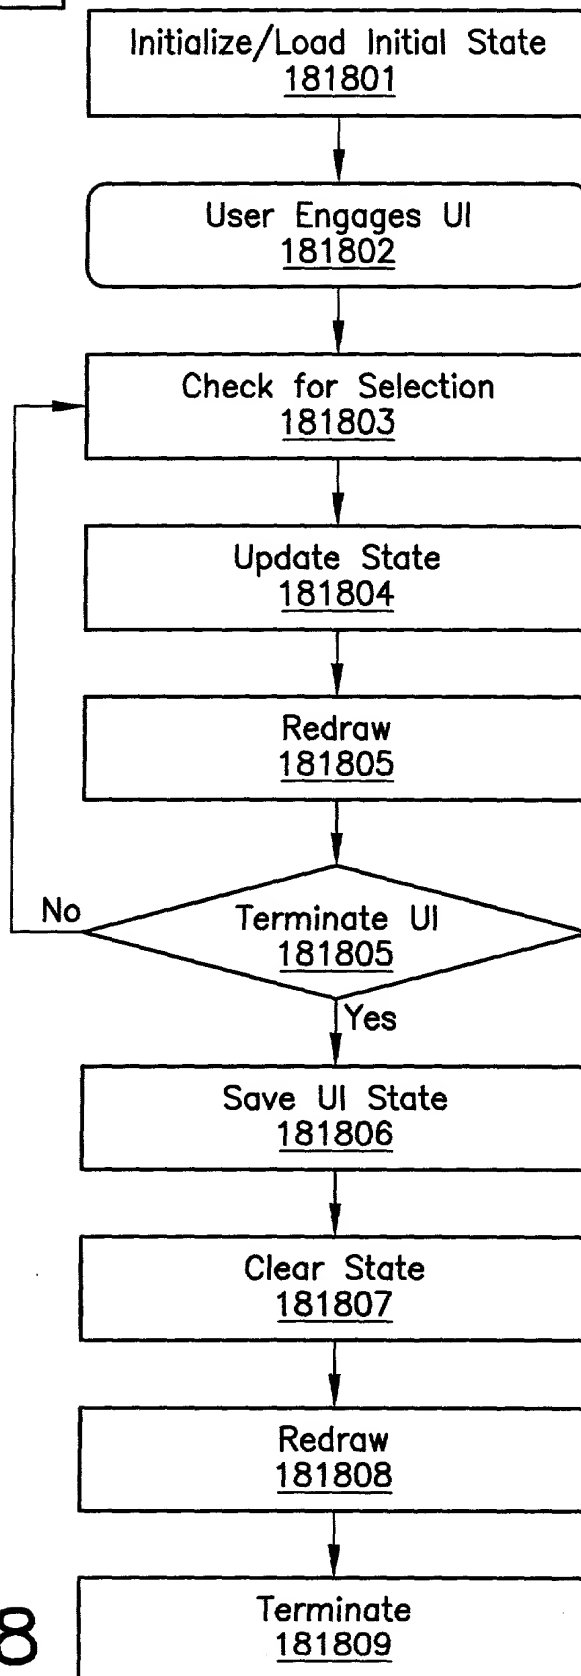 Initialize/Load Initial State
181801
User Engages UI
181802
Check for Selection
181803
Update State
181804
Redraw
181805
No
Terminate UI
181805
Yes
Save UI State
181806
Clear State
181807
Redraw
181808
Terminate
181809
8